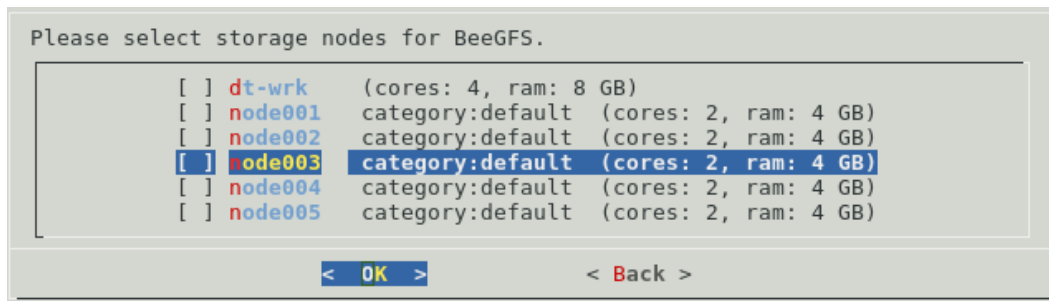 Please select storage nodes for BeeGFS.
[ ] dt-wrk (cores: 4, ram: 8 GB)
[ ] node001 category:default (cores: 2, ram: 4 GB)
[ ] node002 category:default (cores: 2, ram: 4 GB)
[ ] node003 category:default (cores: 2, ram: 4 GB)
[ ] node004 category:default (cores: 2, ram: 4 GB)
[ ] node005 category:default (cores: 2, ram: 4 GB)
< OK > < Back >